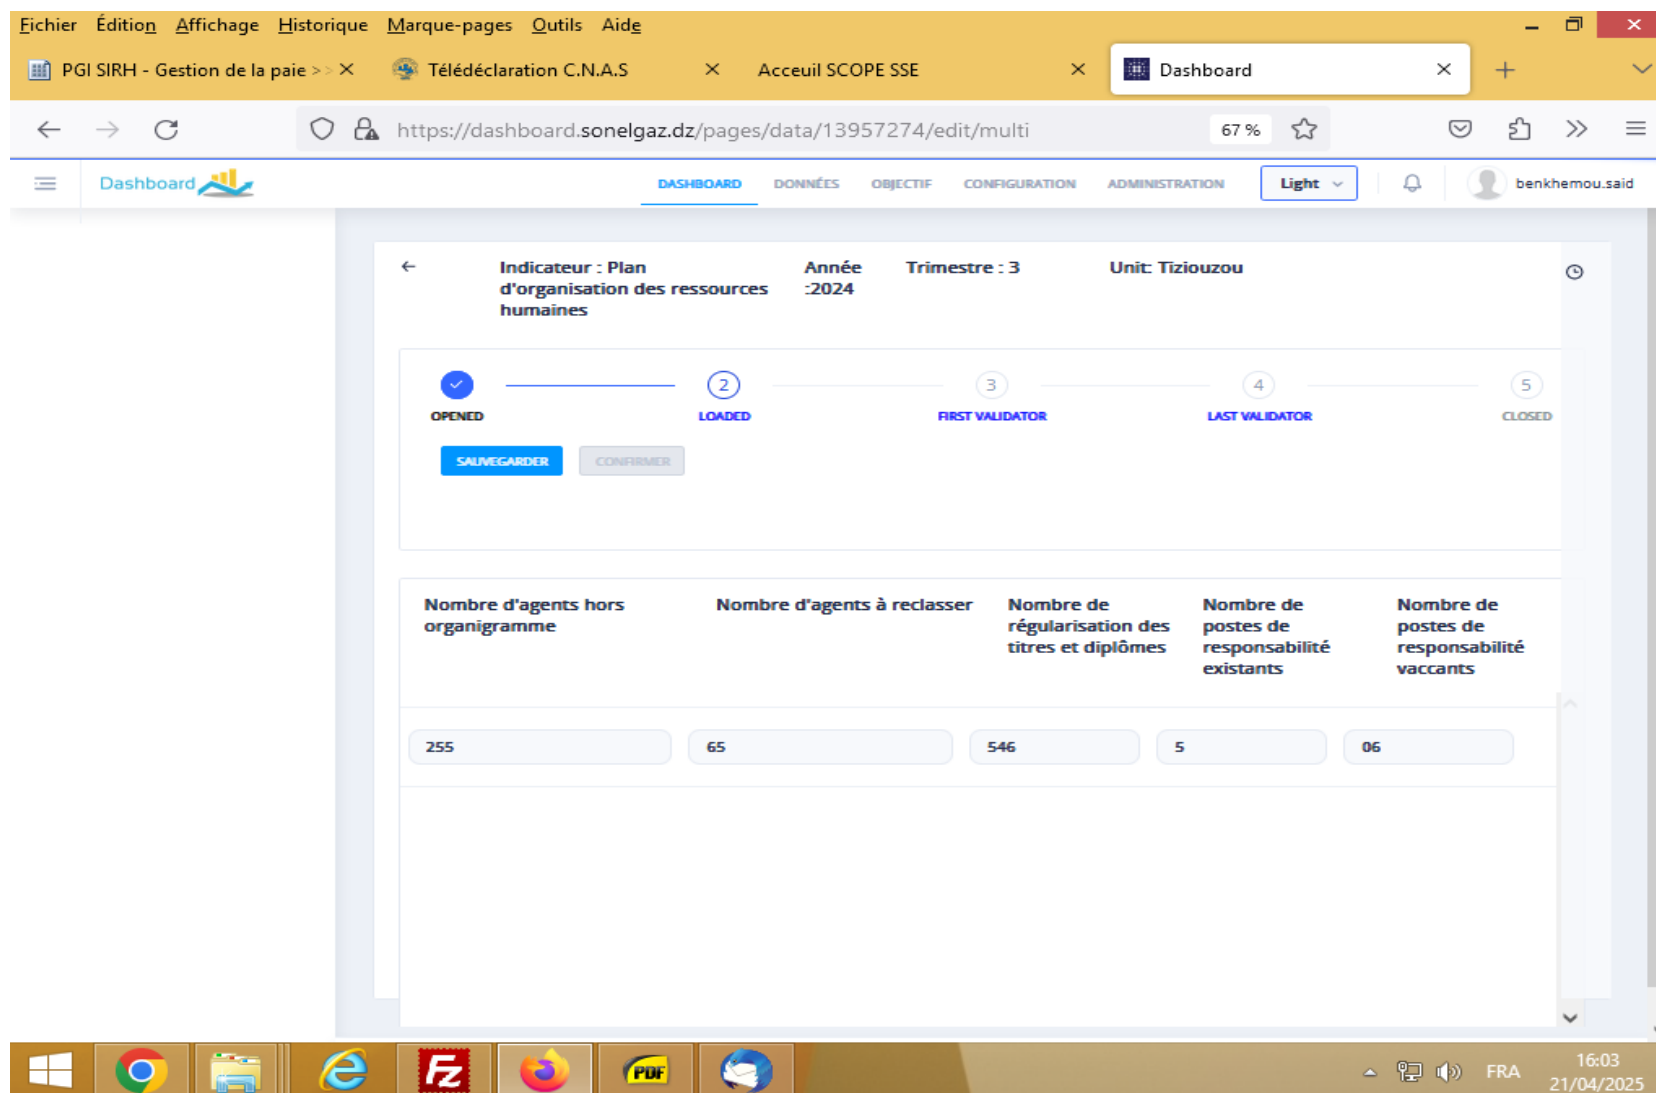 Fichier Édition Affichage Historique Marque-pages Outils Aide
PGI SIRH - Gestion de la paie >> Télédéclaration C.N.A.S Acceuil SCOPE SSE Dashboard
https://dashboard.sonelgaz.dz/pages/data/13957274/edit/multi 67 %
Dashboard DASHBOARD DONNÉES OBJECTIF CONFIGURATION ADMINISTRATION Light benkhemou.said
Indicateur : Plan
d'organisation des ressources
humaines
Année
:2024
Trimestre : 3
Unit: Tiziouzou
2 3 4 5
OPENED LOADED FIRST VALIDATOR LAST VALIDATOR CLOSED
SAUVEGARDER CONFIRMER
Nombre d'agents hors
organigramme
Nombre d'agents à reclasser
Nombre de
régularisation des
titres et diplômes
Nombre de
postes de
responsabilité
existants
Nombre de
postes de
responsabilité
vaccants
255 65 546 5 06
PDF
FRA
16:03
21/04/2025